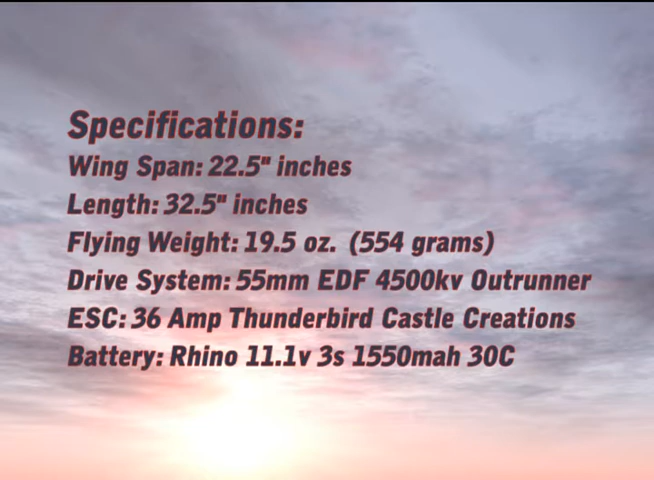 Specifications:
Wing Span: 22.5" inches
Length: 32.5" inches
Flying Weight: 19.5 oz. (554 grams)
Drive System: 55mm EDF 4500kv Outrunner
ESC: 36 Amp Thunderbird Castle Creations
Battery: Rhino 11.1v 3s 1550mah 30C